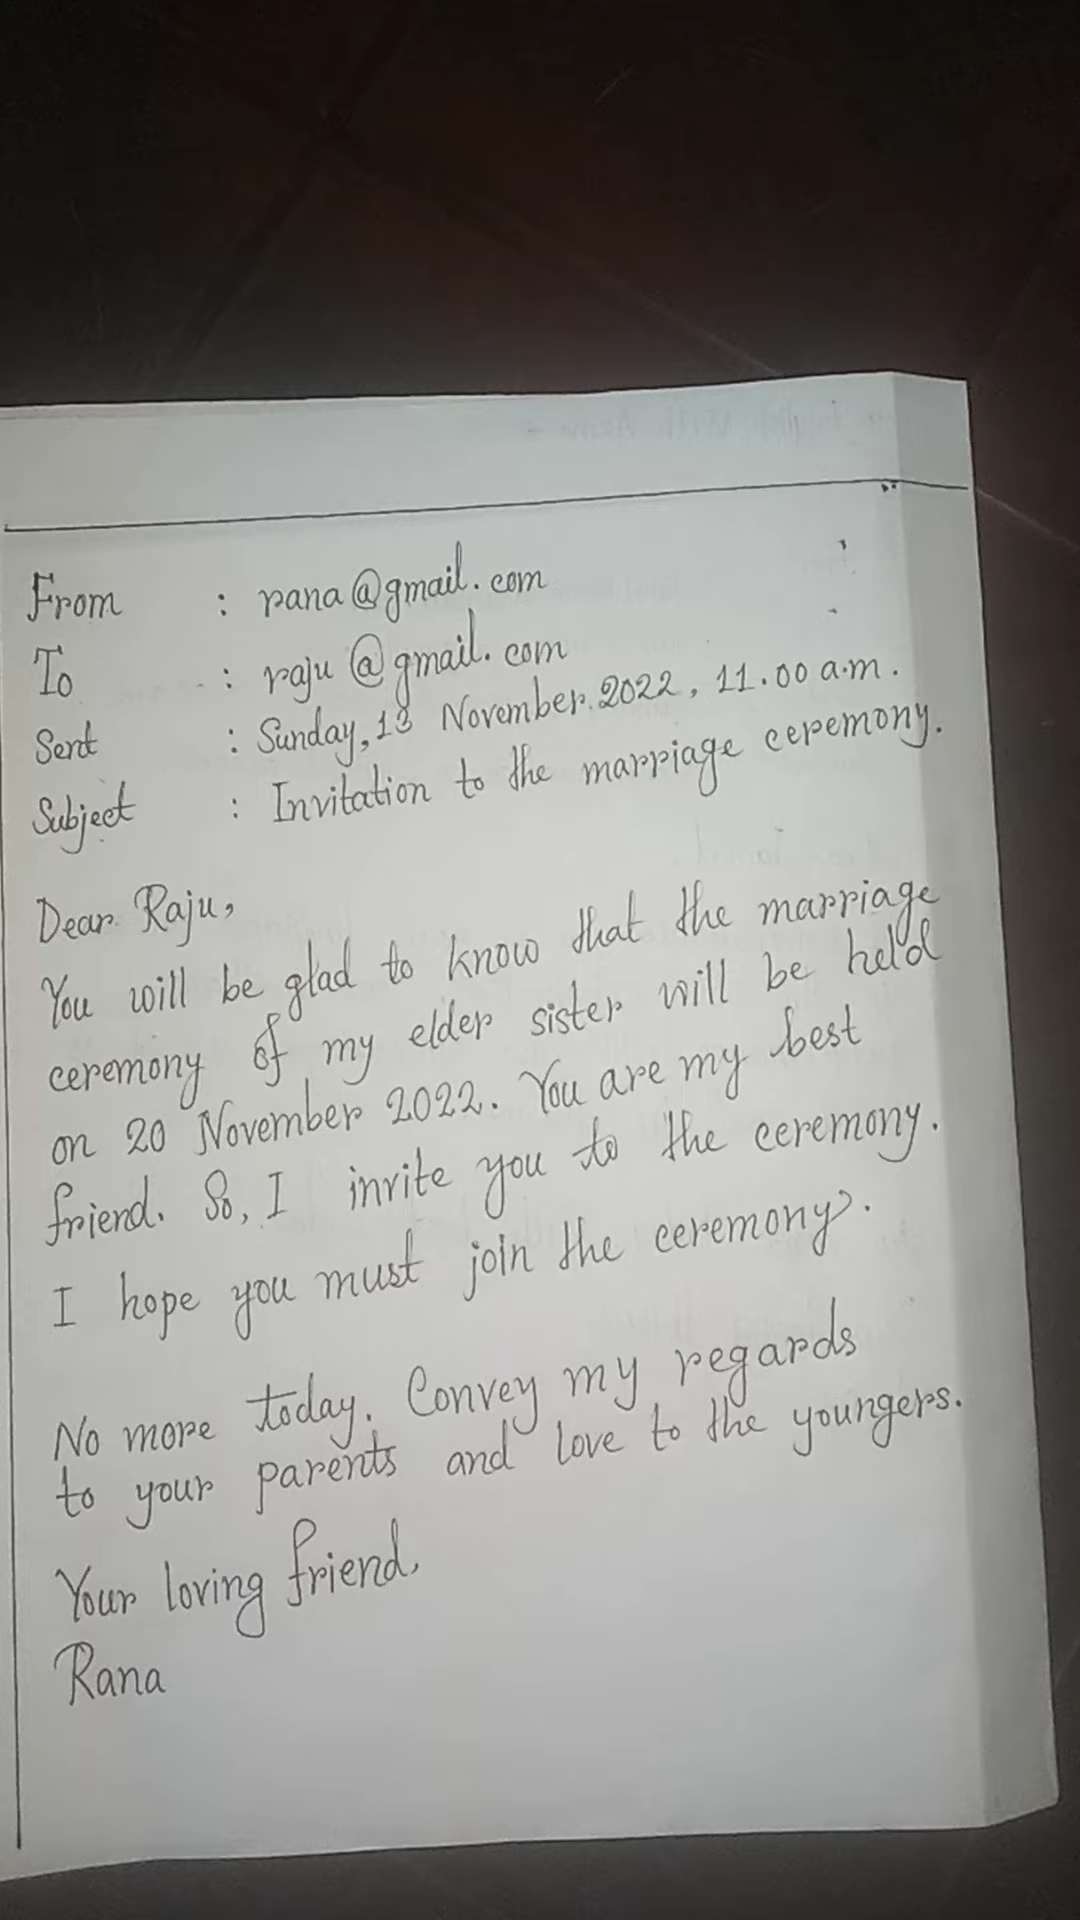 From : rana@gmail.com
To : raju@gmail.com
Sent : Sunday, 13 November 2022, 11.00 a.m.
Subject : Invitation to the marriage ceremony.
Dear Raju,
You will be glad to know that the marriage
ceremony of my elder sister will be held
on 20 November 2022. You are my best
friend. So, I invite you to the ceremony.
I hope you must join the ceremony.
No more today. Convey my regards
to your parents and love to the youngers.
Your loving friend,
Rana